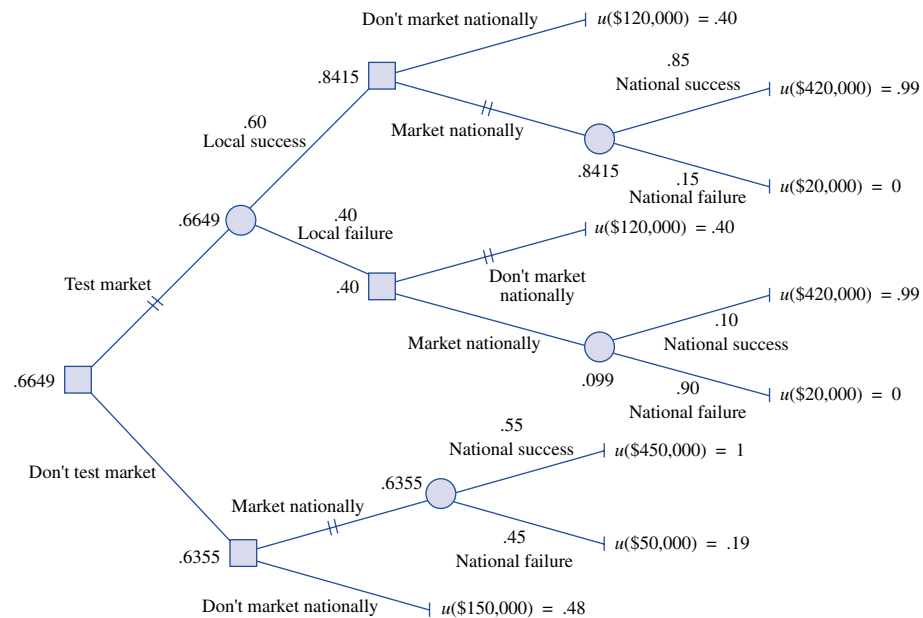 Don't market nationally
u($120,000) = .40
.8415
.85
National success
u($420,000) = .99
.60
Local success
Market nationally
.8415
.15
National failure
u($20,000) = 0
.6649
.40
Local failure
u($120,000) = .40
Test market
.40
Don't market
nationally
u($420,000) = .99
.10
National success
Market nationally
.099
.90
National failure
u($20,000) = 0
.6649
.55
National success
u($450,000) = 1
Don't test market
.6355
Market nationally
.45
National failure
u($50,000) = .19
.6355
Don't market nationally
u($150,000) = .48